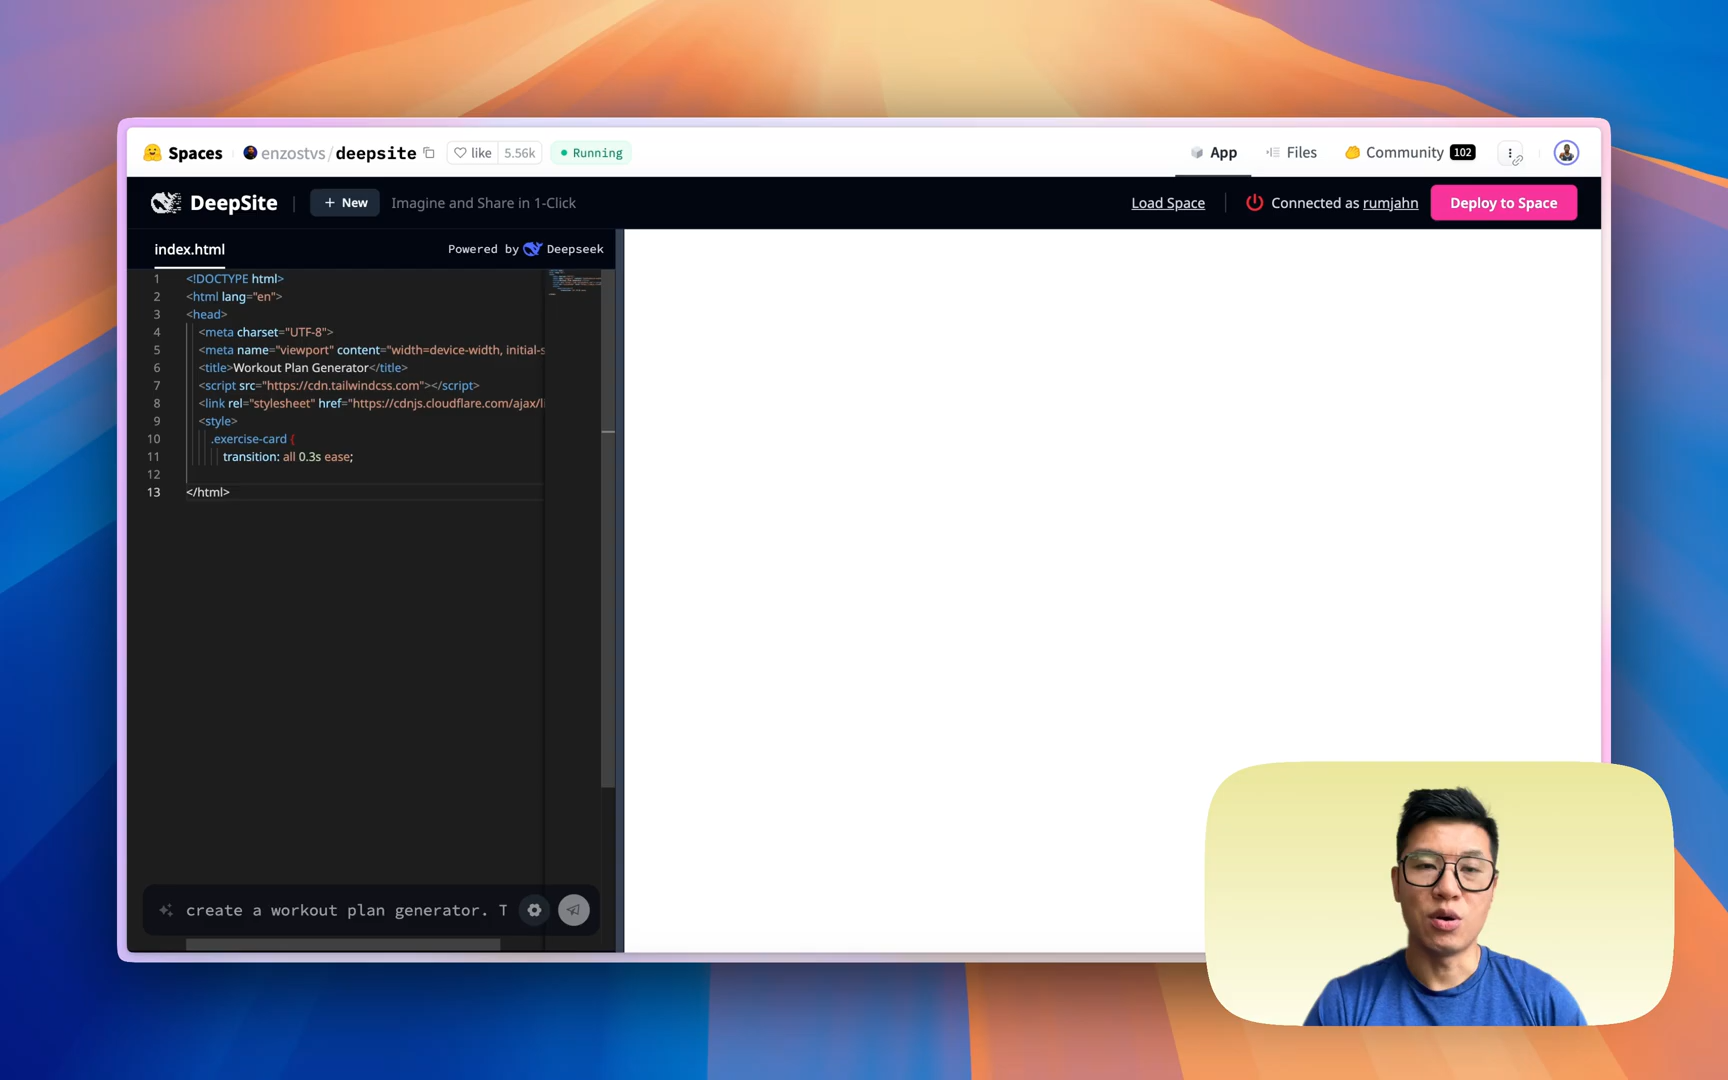 Spaces enzostvs/deepsite like 5.56k Running App Files Community 102
DeepSite + New Imagine and Share in 1-Click Load Space Connected as rumjahn Deploy to Space
index.html Powered by Deepseek
1 <!DOCTYPE html>
2 <html lang="en">
3 <head>
4 <meta charset="UTF-8">
5 <meta name="viewport" content="width=device-width, initial-s
6 <title>Workout Plan Generator</title>
7 <script src="https://cdn.tailwindcss.com"></script>
8 <link rel="stylesheet" href="https://cdnjs.cloudflare.com/ajax/li
9 <style>
10 .exercise-card {
11 transition: all 0.3s ease;
12
13 </html>
create a workout plan generator. T